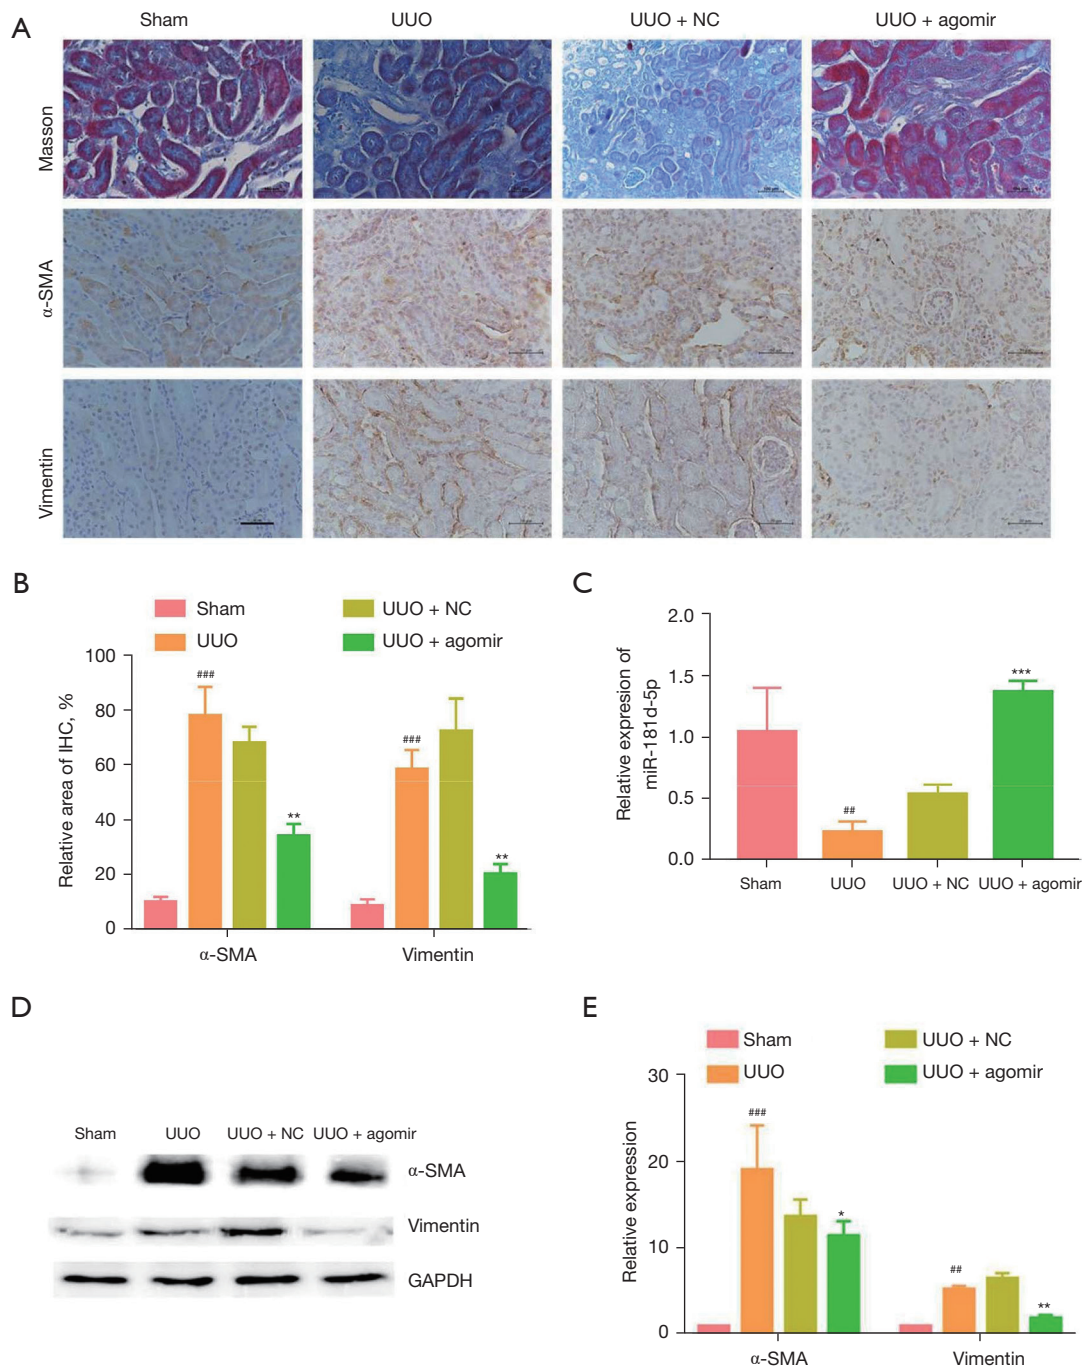 A
Sham
UUO
UUO + NC
UUO + agomir
Masson
α-SMA
Vimentin
B
Sham
UUO + NC
UUO
UUO + agomir
Relative area of IHC, %
100
80
60
40
20
0
###
**
###
**
α-SMA
Vimentin
C
Relative expression of
miR-181d-5p
2.0
1.5
1.0
0.5
0.0
##
***
Sham
UUO
UUO + NC
UUO + agomir
D
Sham
UUO
UUO + NC
UUO + agomir
α-SMA
Vimentin
GAPDH
E
Sham
UUO + NC
UUO
UUO + agomir
Relative expression
30
20
10
0
###
*
##
**
α-SMA
Vimentin